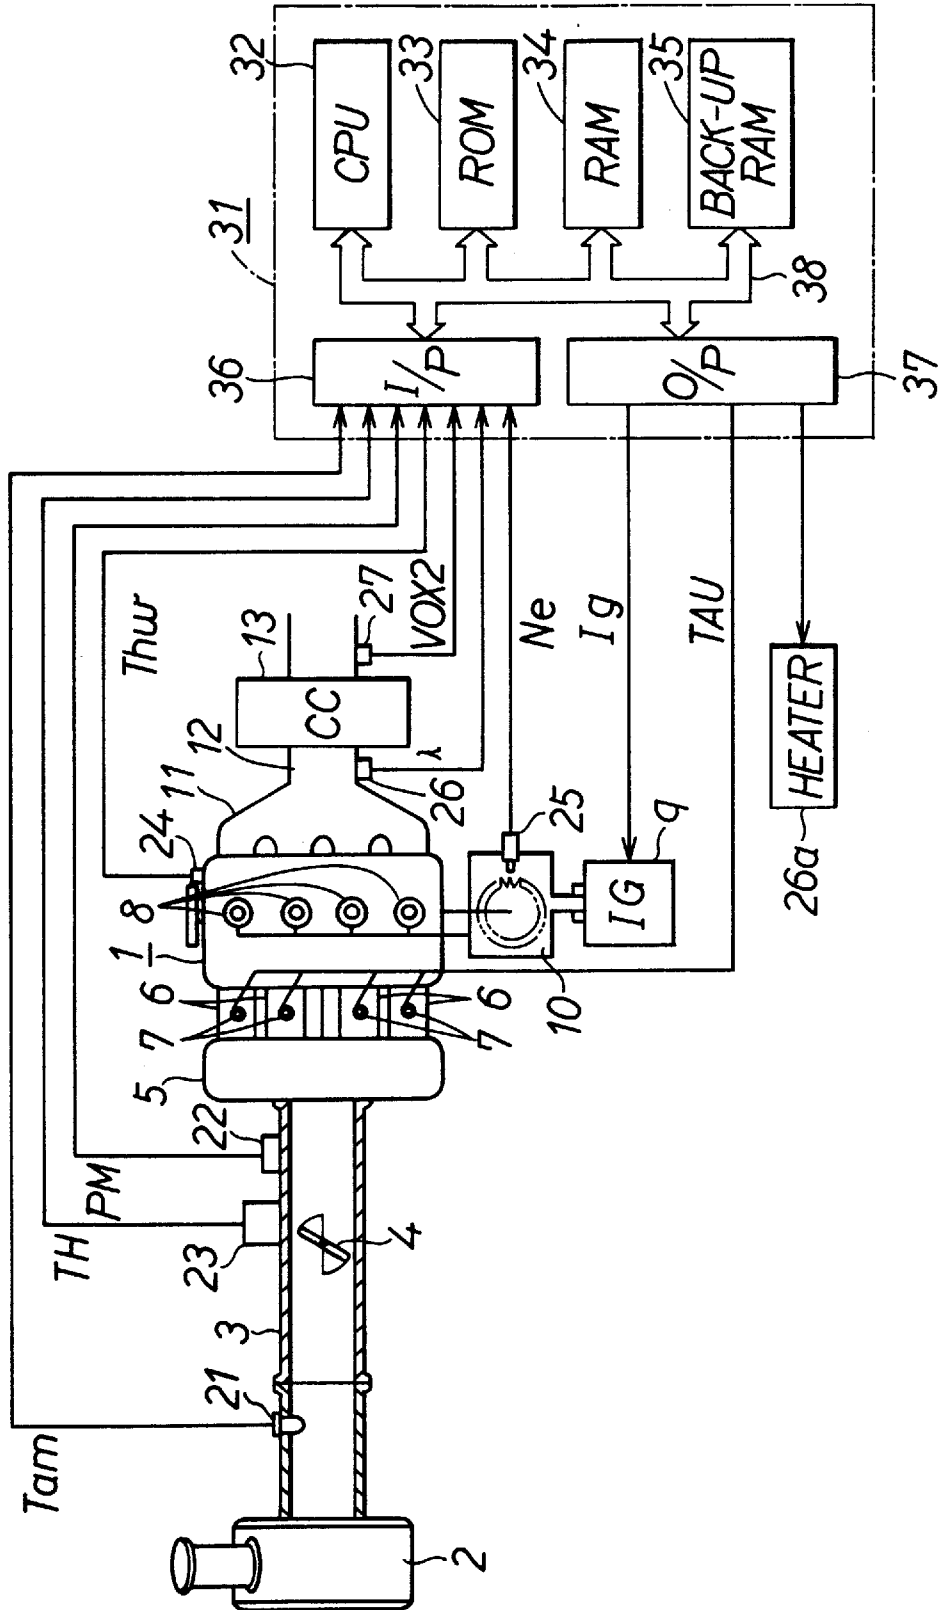 31
32
CPU
33
ROM
34
RAM
35
BACK-UP
RAM
38
36
I/P
O/P
37
Tam
TH
PM
Thw
VOX2
λ
Ne
Ig
TAU
HEATER
26a
2
21
3
23
22
4
5
6
7
6
7
1
8
24
11
12
13
CC
27
26
25
10
IG
9